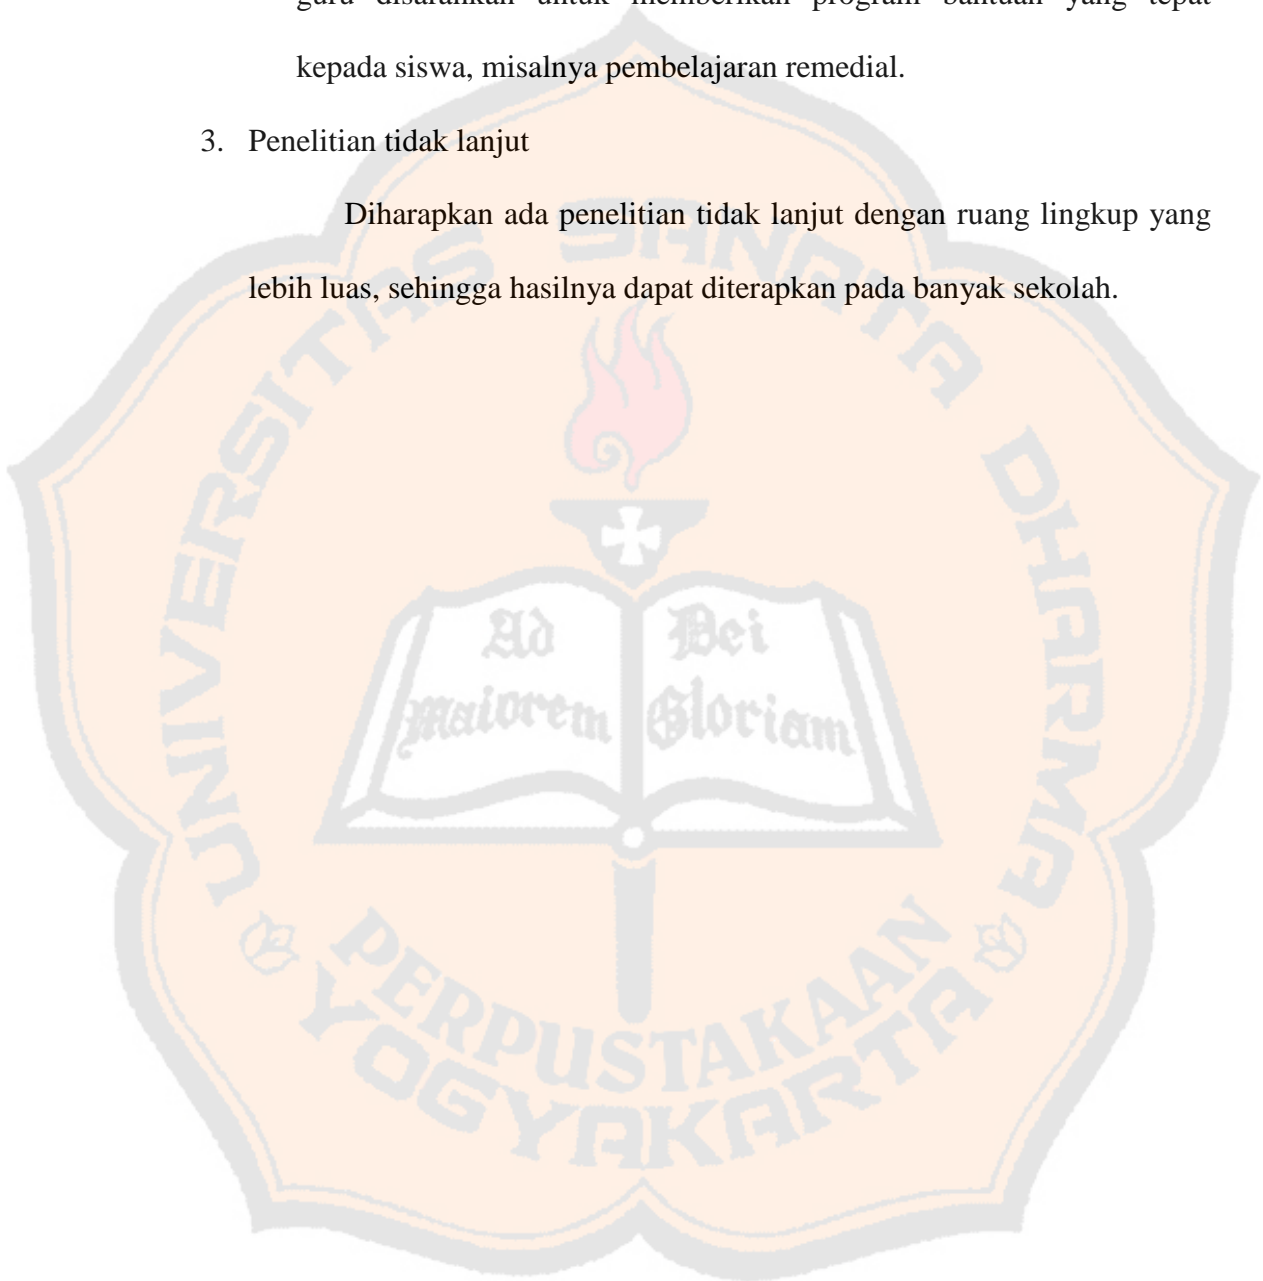 guru disarankan untuk memberikan program bantuan yang tepat
kepada siswa, misalnya pembelajaran remedial.
3. Penelitian tidak lanjut
Diharapkan ada penelitian tidak lanjut dengan ruang lingkup yang
lebih luas, sehingga hasilnya dapat diterapkan pada banyak sekolah.
UNIVERSITAS SANATA DHARMA
Ad Dei
maiorem Gloriam
PERPUSTAKAAN
YOGYAKARTA